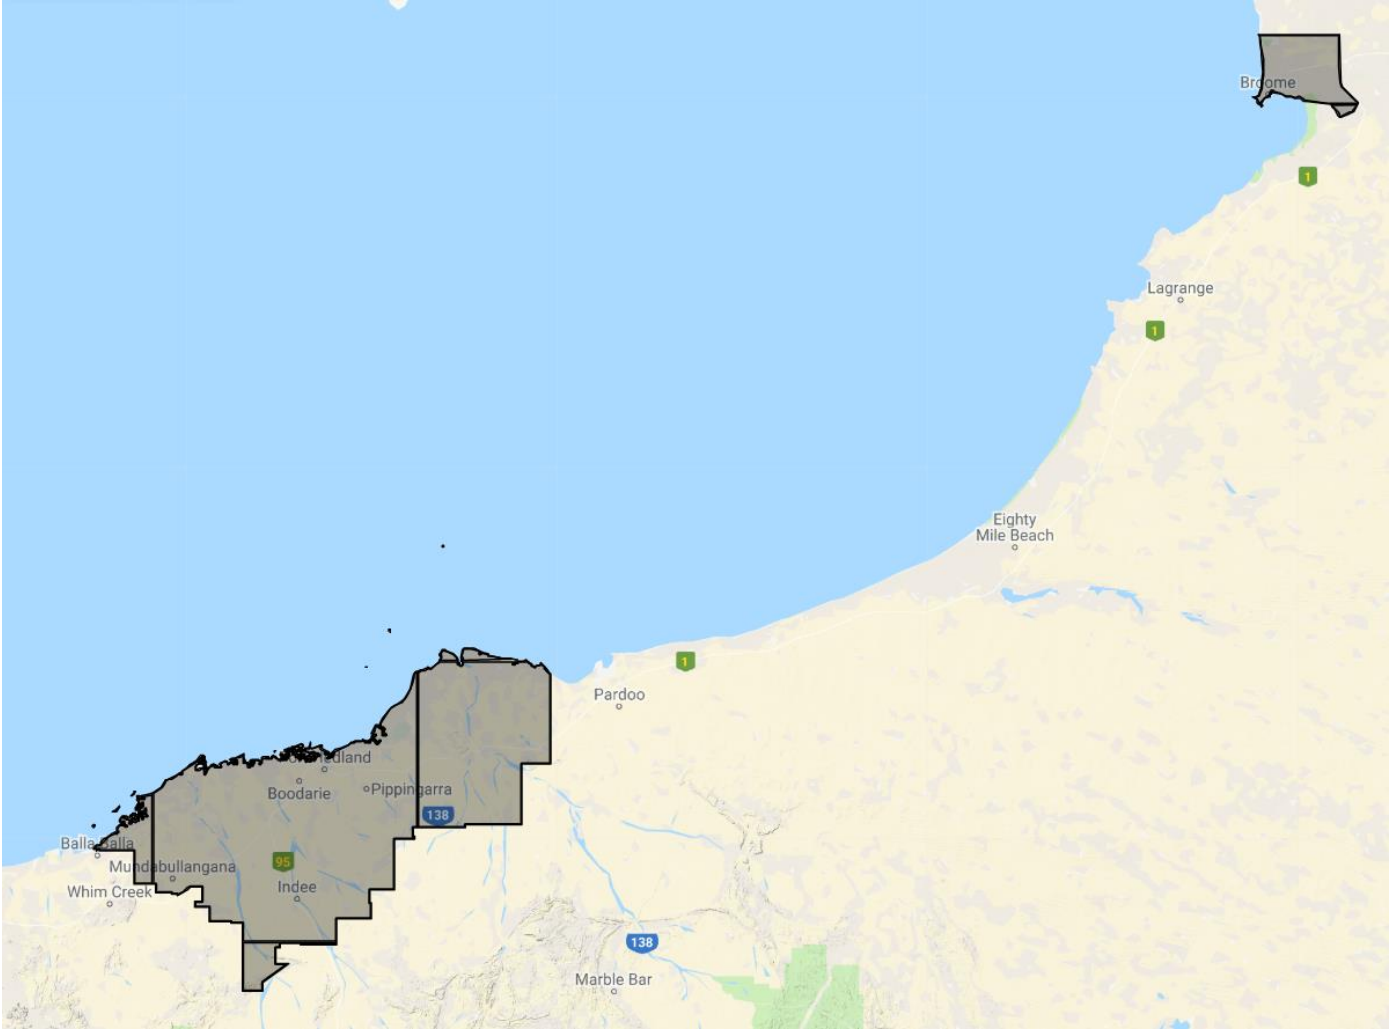 Broome
1
Lagrange
1
Eighty
Mile Beach
1
Pardoo
Boodarie
Pippingarra
138
Balla Balla
Mundabullangana
95
Whim Creek
Indee
138
Marble Bar